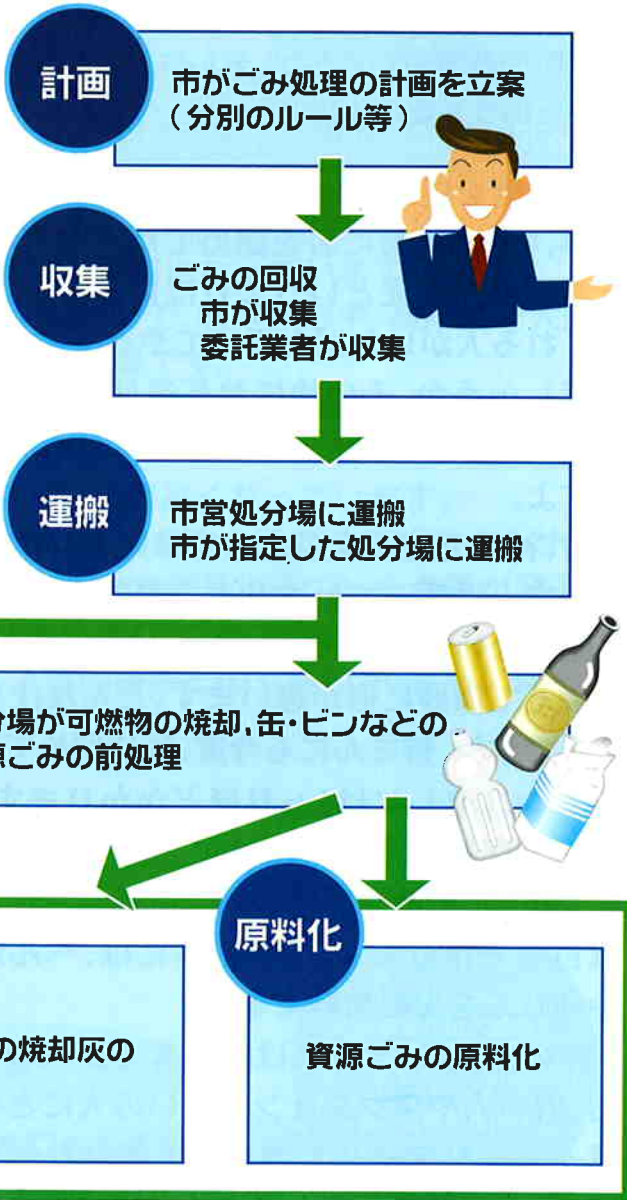 計画
市がごみ処理の計画を立案
(分別のルール等)
収集
ごみの回収
市が収集
委託業者が収集
運搬
市営処分場に運搬
市が指定した処分場に運搬
場が可燃物の焼却、缶・ビンなどの
ごみの前処理
原料化
の焼却灰の
資源ごみの原料化